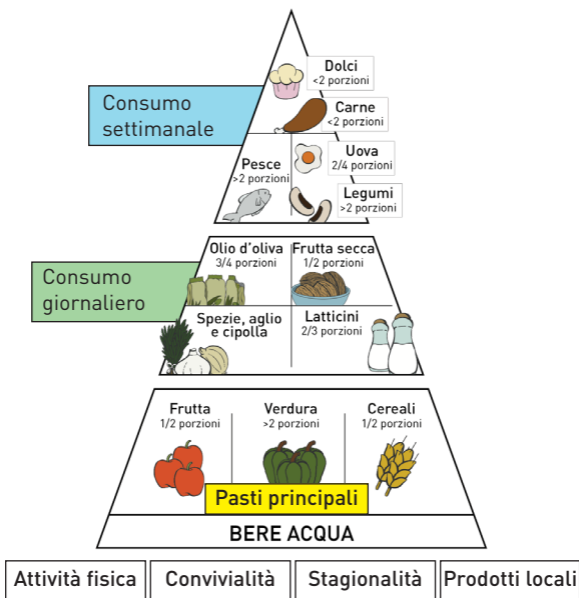 Dolci
<2 porzioni
Consumo
settimanale
Carne
<2 porzioni
Uova
2/4 porzioni
Pesce
>2 porzioni
Legumi
>2 porzioni
Consumo
giornaliero
Olio d'oliva
3/4 porzioni
Frutta secca
1/2 porzioni
Spezie, aglio
e cipolla
Latticini
2/3 porzioni
Frutta
1/2 porzioni
Verdura
>2 porzioni
Cereali
1/2 porzioni
Pasti principali
BERE ACQUA
Attività fisica
Convivialità
Stagionalità
Prodotti locali